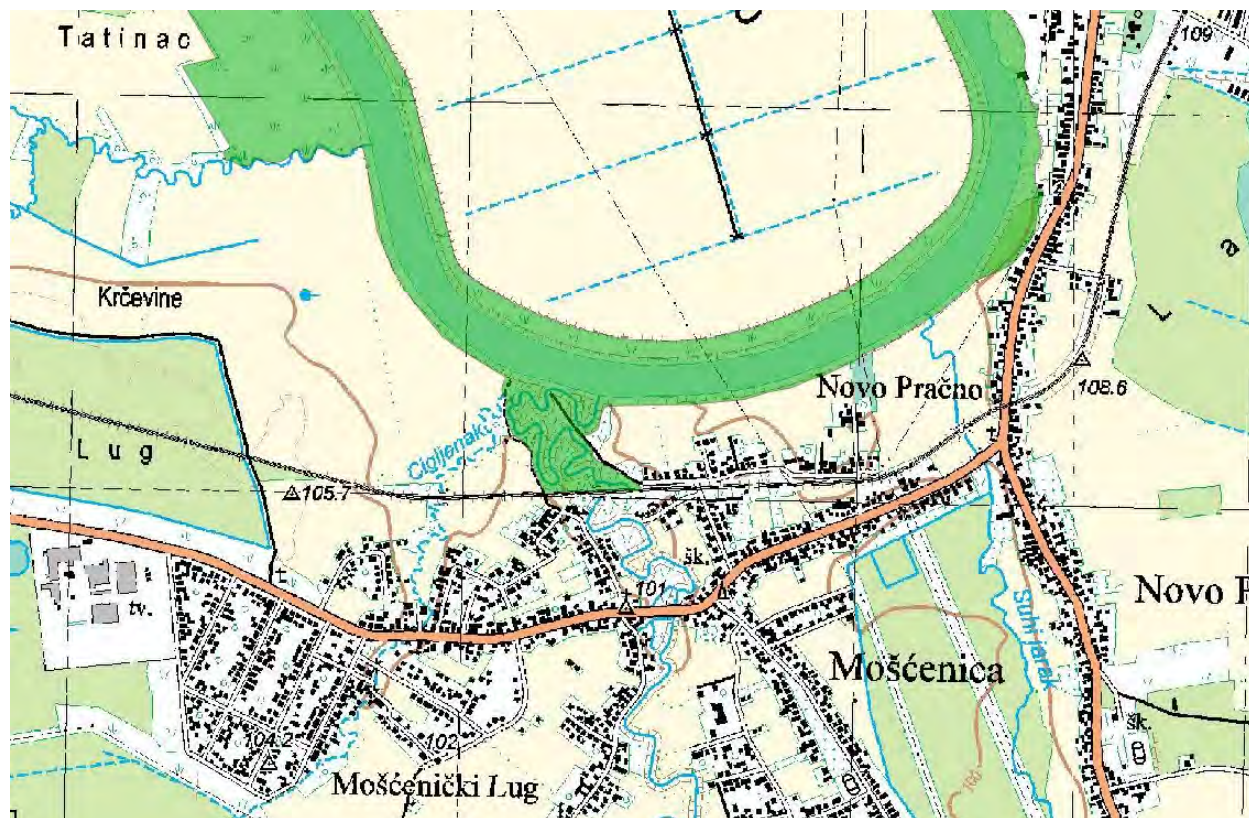 Tatinac
109
Krčevine
a
L
108.6
Novo Pračno
Lug
105.7
šk.
101
tv.
Novo P
Suhi jarak
Mošćenica
104.2
102
šk.
Mošćenički Lug
100